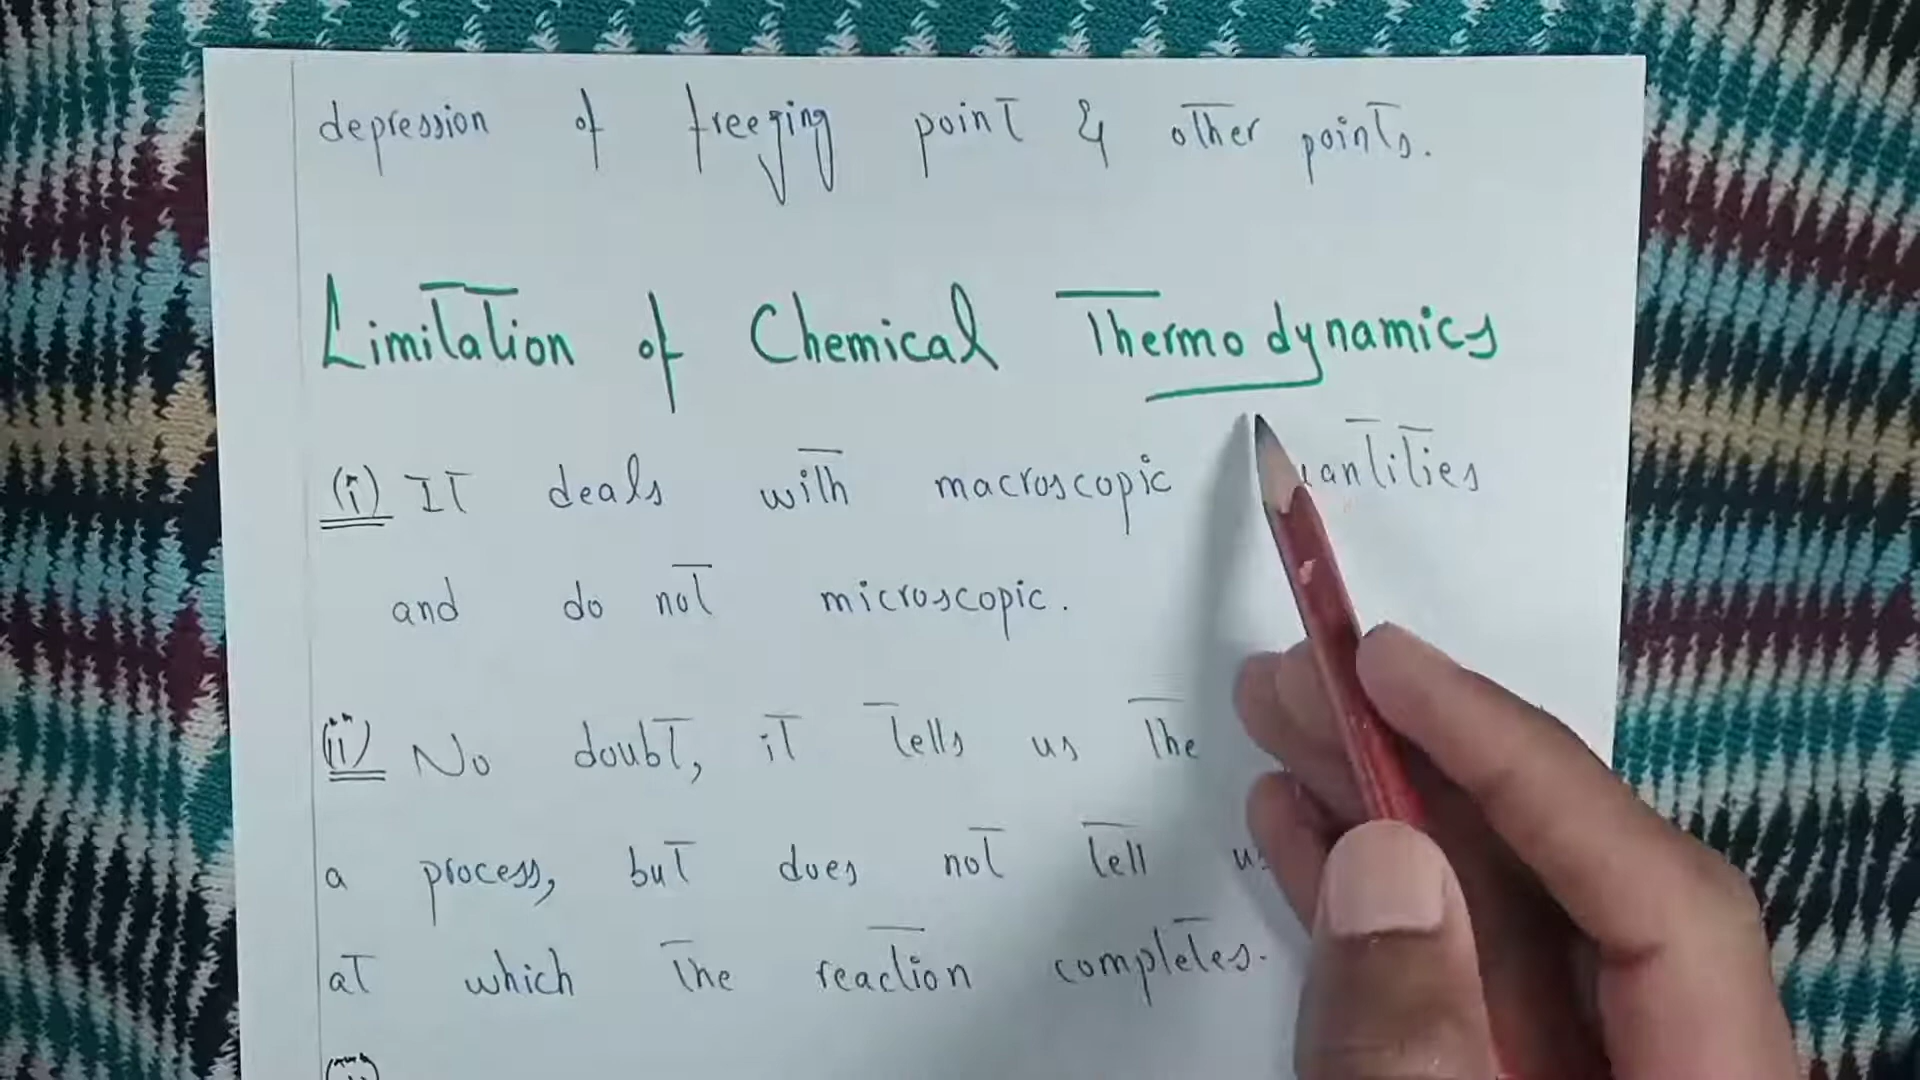 depression of freezing point & other points.
Limitation of Chemical Thermodynamics
(i) It deals with macroscopic
and do not microscopic.
(ii) No doubt, it tells us the
a process, but does not tell us
at which the reaction completes.